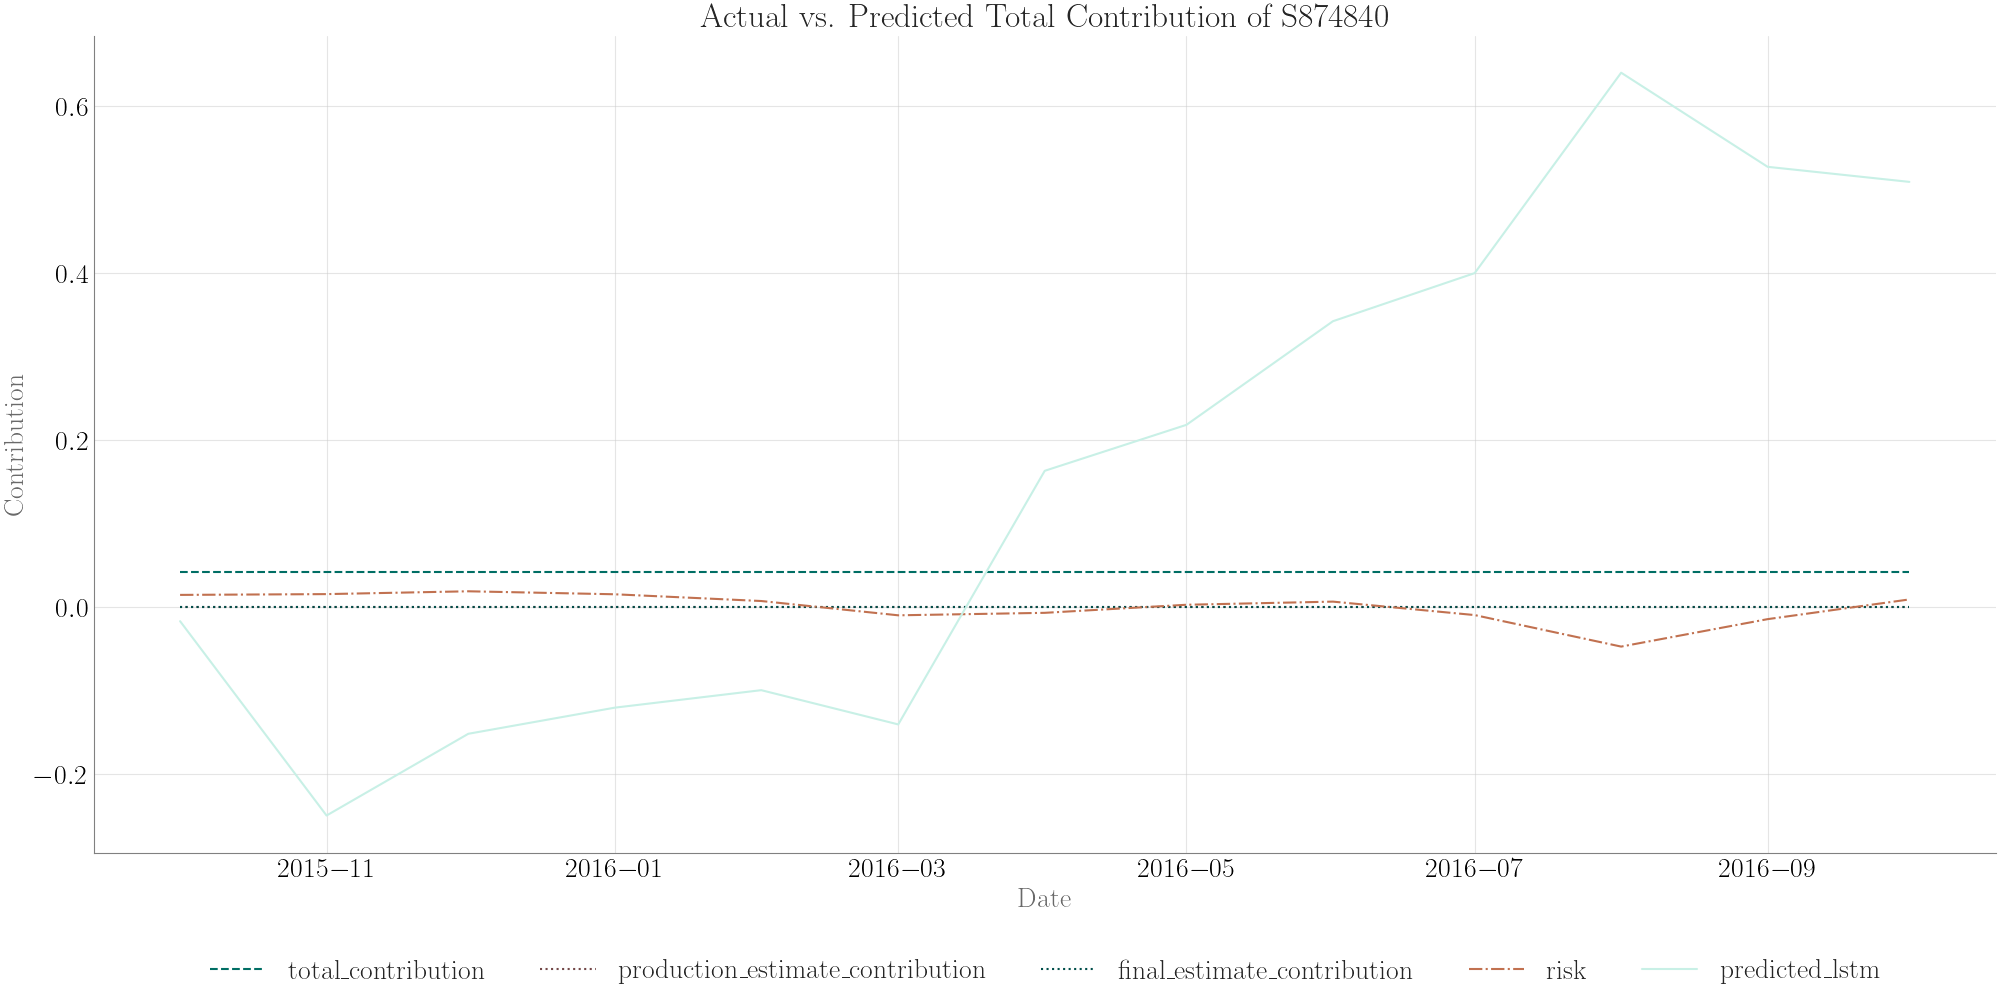 Actual vs. Predicted Total Contribution of S874840
Contribution
0.6
0.4
0.2
0.0
−0.2
2015−11 2016−01 2016−03 2016−05 2016−07 2016−09
Date
total_contribution production_estimate_contribution final_estimate_contribution risk predicted_lstm